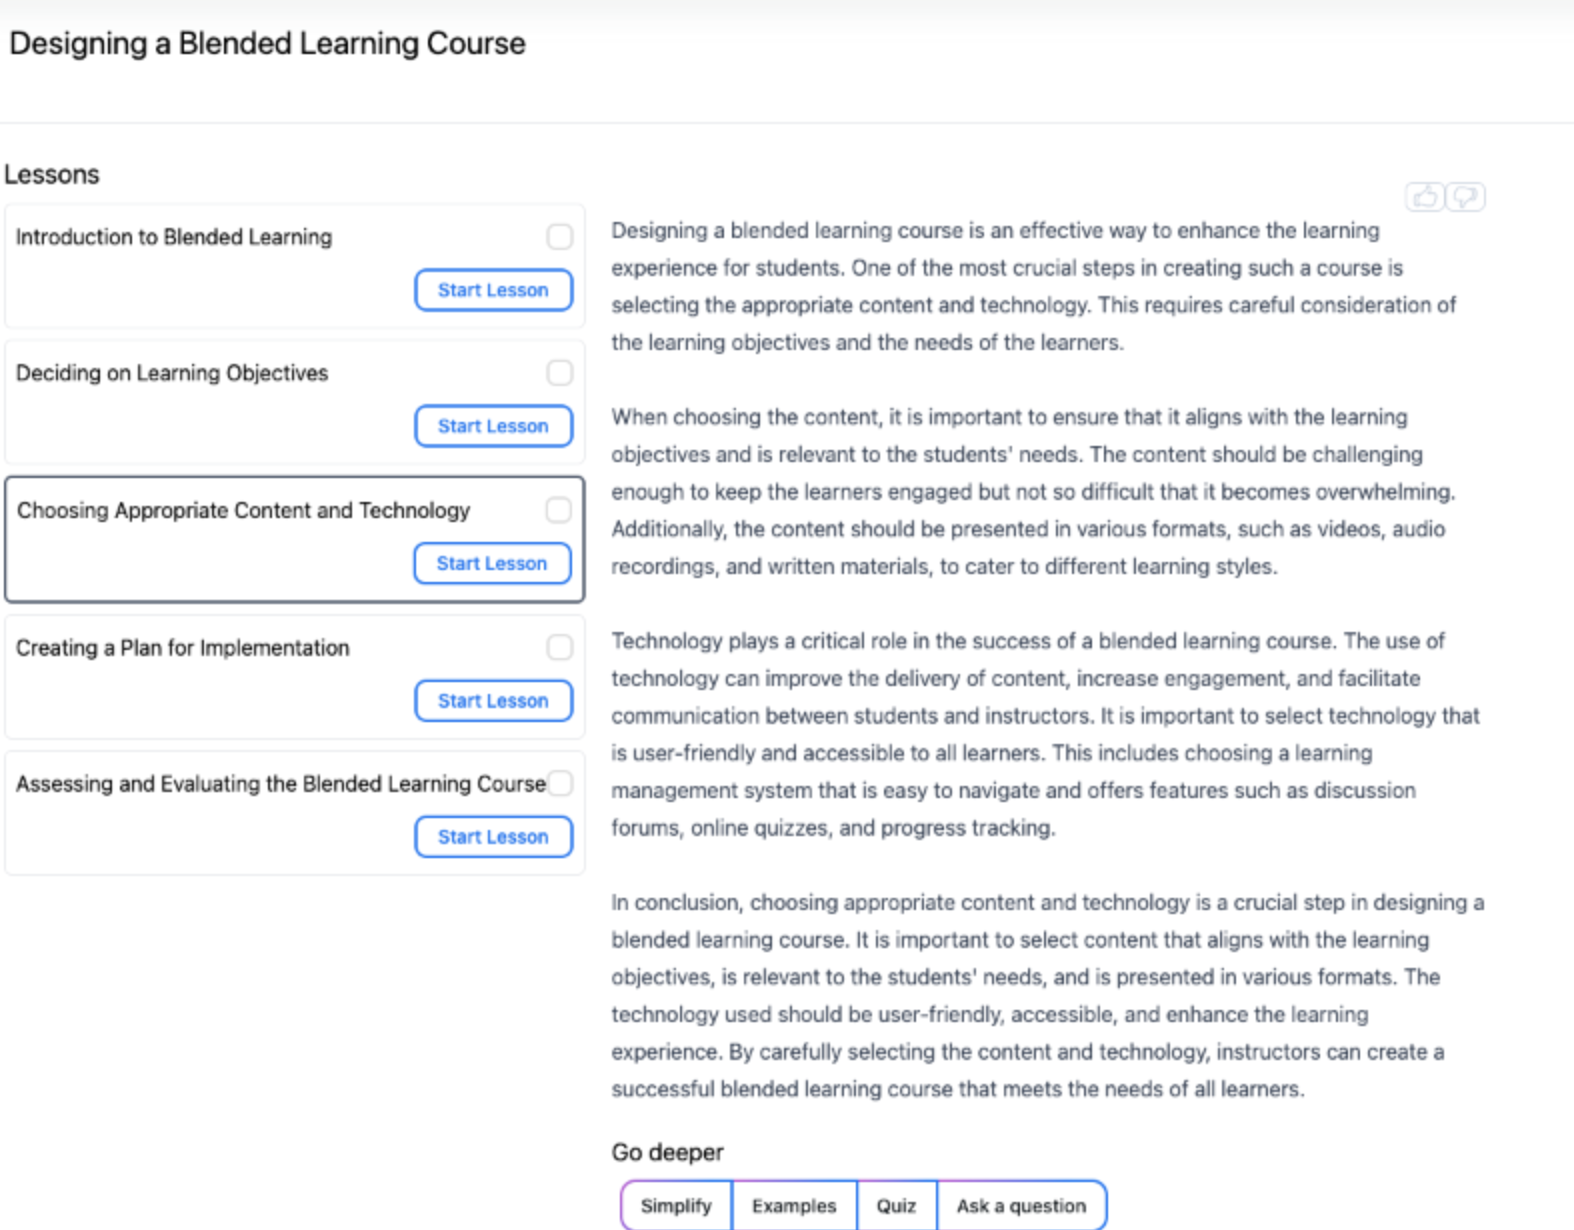 Designing a Blended Learning Course
Lessons
Introduction to Blended Learning
Start Lesson
Deciding on Learning Objectives
Start Lesson
Choosing Appropriate Content and Technology
Start Lesson
Creating a Plan for Implementation
Start Lesson
Assessing and Evaluating the Blended Learning Course
Start Lesson
Designing a blended learning course is an effective way to enhance the learning
experience for students. One of the most crucial steps in creating such a course is
selecting the appropriate content and technology. This requires careful consideration of
the learning objectives and the needs of the learners.
When choosing the content, it is important to ensure that it aligns with the learning
objectives and is relevant to the students' needs. The content should be challenging
enough to keep the learners engaged but not so difficult that it becomes overwhelming.
Additionally, the content should be presented in various formats, such as videos, audio
recordings, and written materials, to cater to different learning styles.
Technology plays a critical role in the success of a blended learning course. The use of
technology can improve the delivery of content, increase engagement, and facilitate
communication between students and instructors. It is important to select technology that
is user-friendly and accessible to all learners. This includes choosing a learning
management system that is easy to navigate and offers features such as discussion
forums, online quizzes, and progress tracking.
In conclusion, choosing appropriate content and technology is a crucial step in designing a
blended learning course. It is important to select content that aligns with the learning
objectives, is relevant to the students' needs, and is presented in various formats. The
technology used should be user-friendly, accessible, and enhance the learning
experience. By carefully selecting the content and technology, instructors can create a
successful blended learning course that meets the needs of all learners.
Go deeper
Simplify Examples Quiz Ask a question